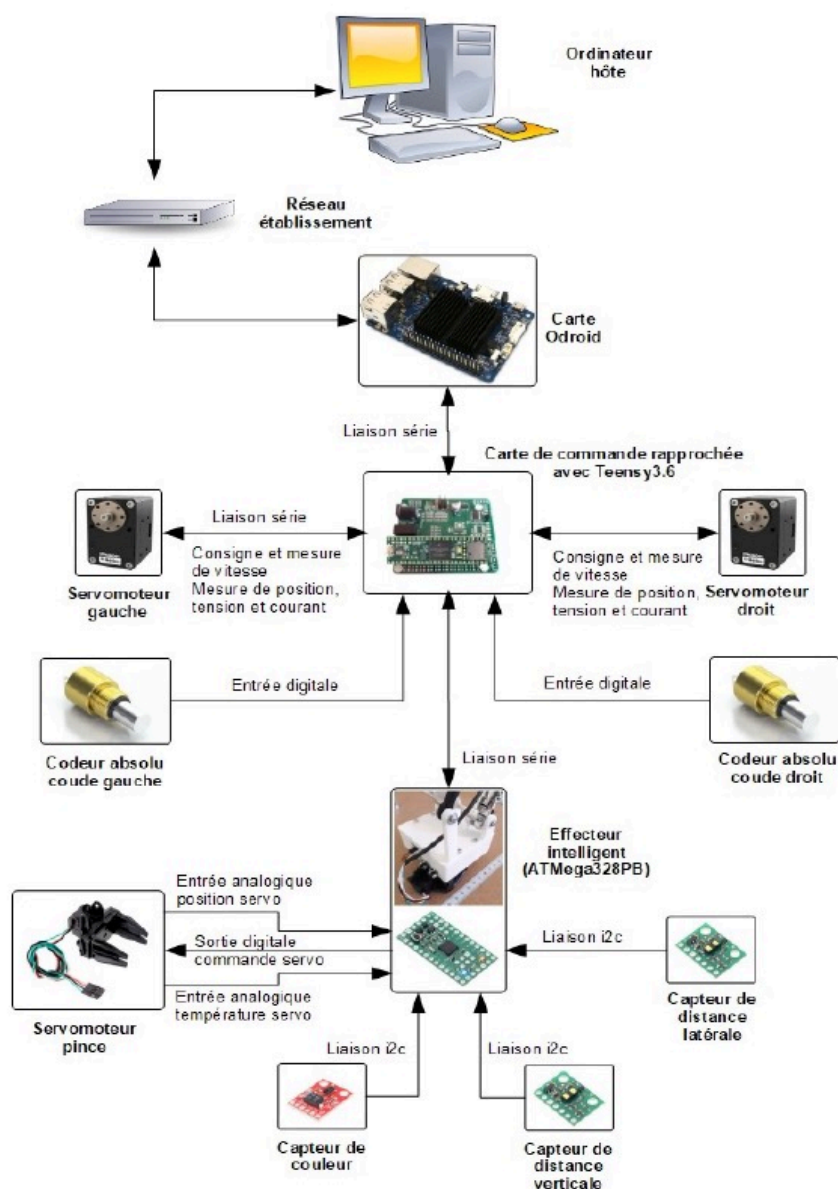 Ordinateur
hôte
Réseau
établissement
Carte
Odroid
Liaison série
Carte de commande rapprochée
avec Teensy3.6
Liaison série
Consigne et mesure
de vitesse
Mesure de position,
tension et courant
Servomoteur
gauche
Consigne et mesure
de vitesse
Mesure de position,
tension et courant
Servomoteur
droit
Entrée digitale
Entrée digitale
Codeur absolu
coude gauche
Codeur absolu
coude droit
Liaison série
Effecteur
intelligent
(ATMega328PB)
Entrée analogique
position servo
Sortie digitale
commande servo
Entrée analogique
température servo
Servomoteur
pince
Liaison i2c
Capteur de
distance
latérale
Liaison i2c
Liaison i2c
Capteur de
couleur
Capteur de
distance
verticale